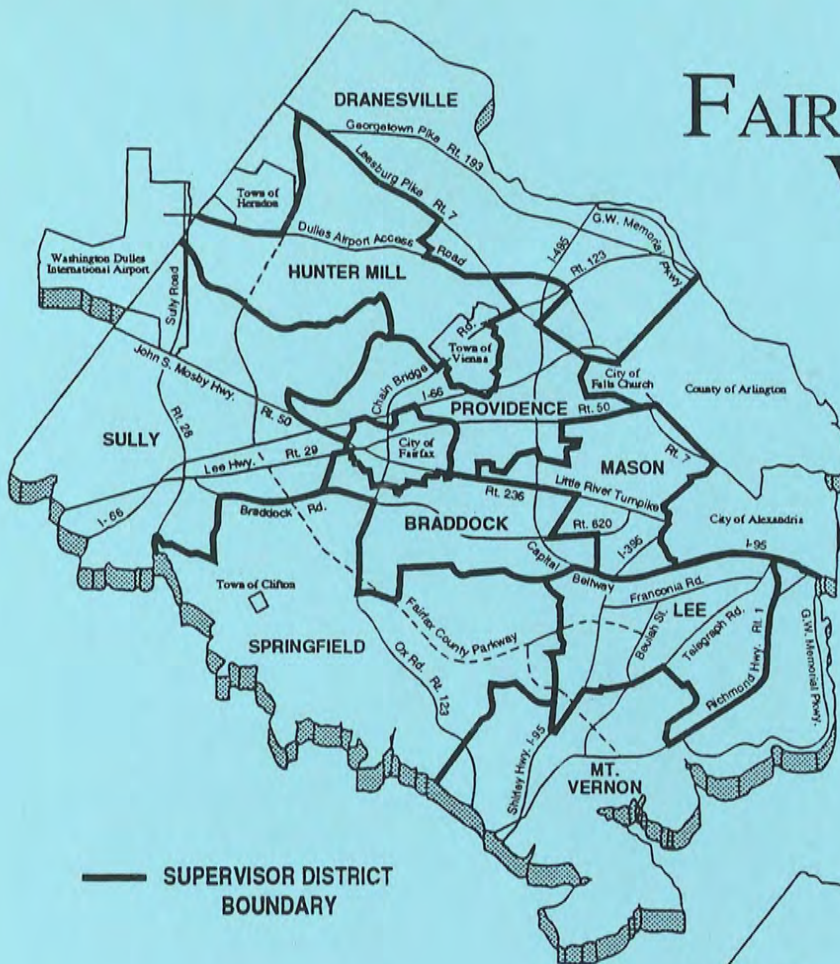 FAIR
DRANESVILLE
Georgetown Pike Rt. 193
Leesburg Pike Rt. 7
Town of
Herndon
G.W. Memorial Pkwy
I-495
Rt. 123
Dulles Airport Access Road
Washington Dulles
International Airport
Sully Road
HUNTER MILL
Town of
Vienna
Chain Bridge Rd.
I-66
City of
Falls Church
County of Arlington
John S. Mosby Hwy. Rt. 50
PROVIDENCE
Rt. 50
SULLY
Rt. 28
Lee Hwy. Rt. 29
City of
Fairfax
MASON
Rt. 7
I-66
Braddock Rd.
Rt. 236
Little River Turnpike
BRADDOCK
Rt. 620
City of Alexandria
I-395
I-95
Capital Beltway
Town of Clifton
Franconia Rd.
LEE
Fairfax County Parkway
Beulah St.
Telegraph Rd.
Richmond Hwy. Rt. 1
G.W. Memorial Pkwy.
SPRINGFIELD
Ox Rd. Rt. 123
Shirley Hwy. I-95
MT.
VERNON
SUPERVISOR DISTRICT
BOUNDARY